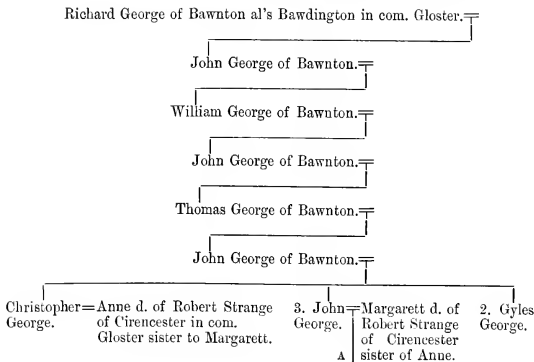 Richard George of Bawnton al's Bawdington in com. Gloster.
John George of Bawnton.
William George of Bawnton.
John George of Bawnton.
Thomas George of Bawnton.
John George of Bawnton.
Christopher=Anne d. of Robert Strange
George. of Cirencester in com.
Gloster sister to Margarett.
3. John Margarett d. of
George. Robert Strange
of Cirencester
A sister of Anne.
2. Gyles
George.